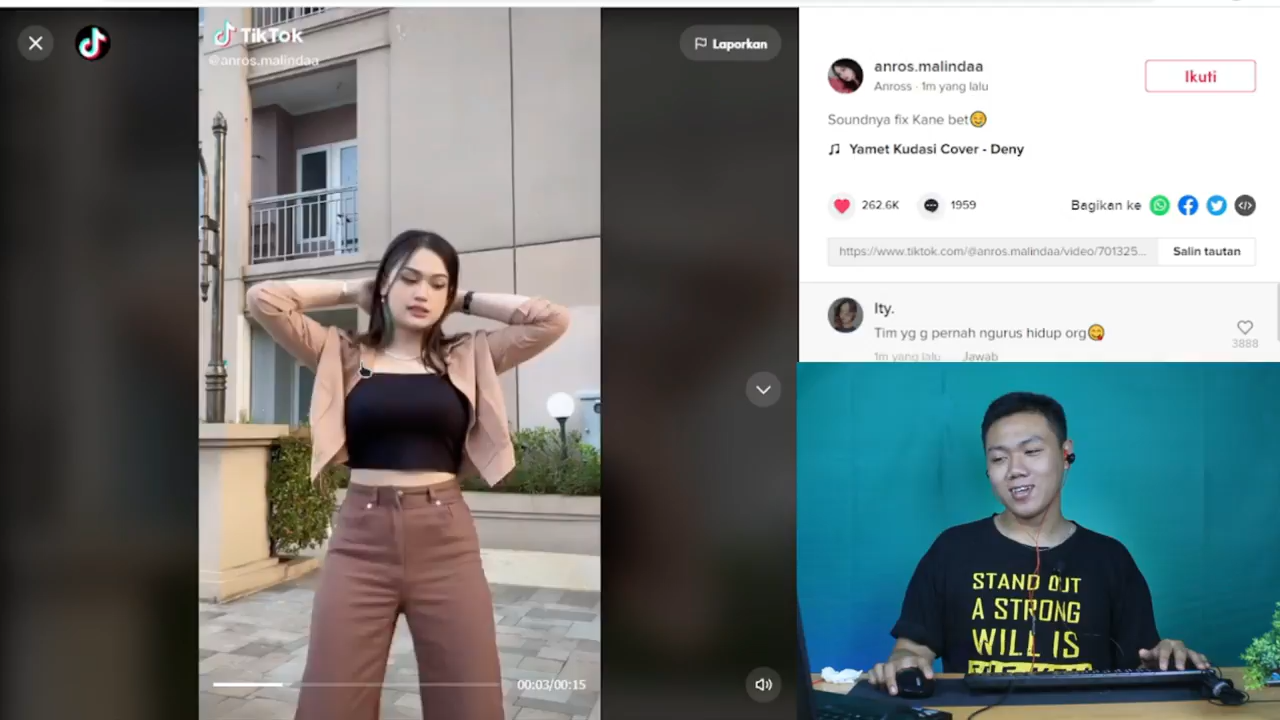 TikTok
@anros.malindaa
Laporkan
00:03/00:15
anros.malindaa
Anross · 1m yang lalu
Ikuti
Soundnya fix Kane bet😊
Yamet Kudasi Cover - Deny
262.6K
1959
Bagikan ke
https://www.tiktok.com/@anros.malindaa/video/701325...
Salin tautan
lty.
Tim yg g pernah ngurus hidup org😋
3888
1m yang lalu
Jawab
STAND OUT
A STRONG
WILL IS